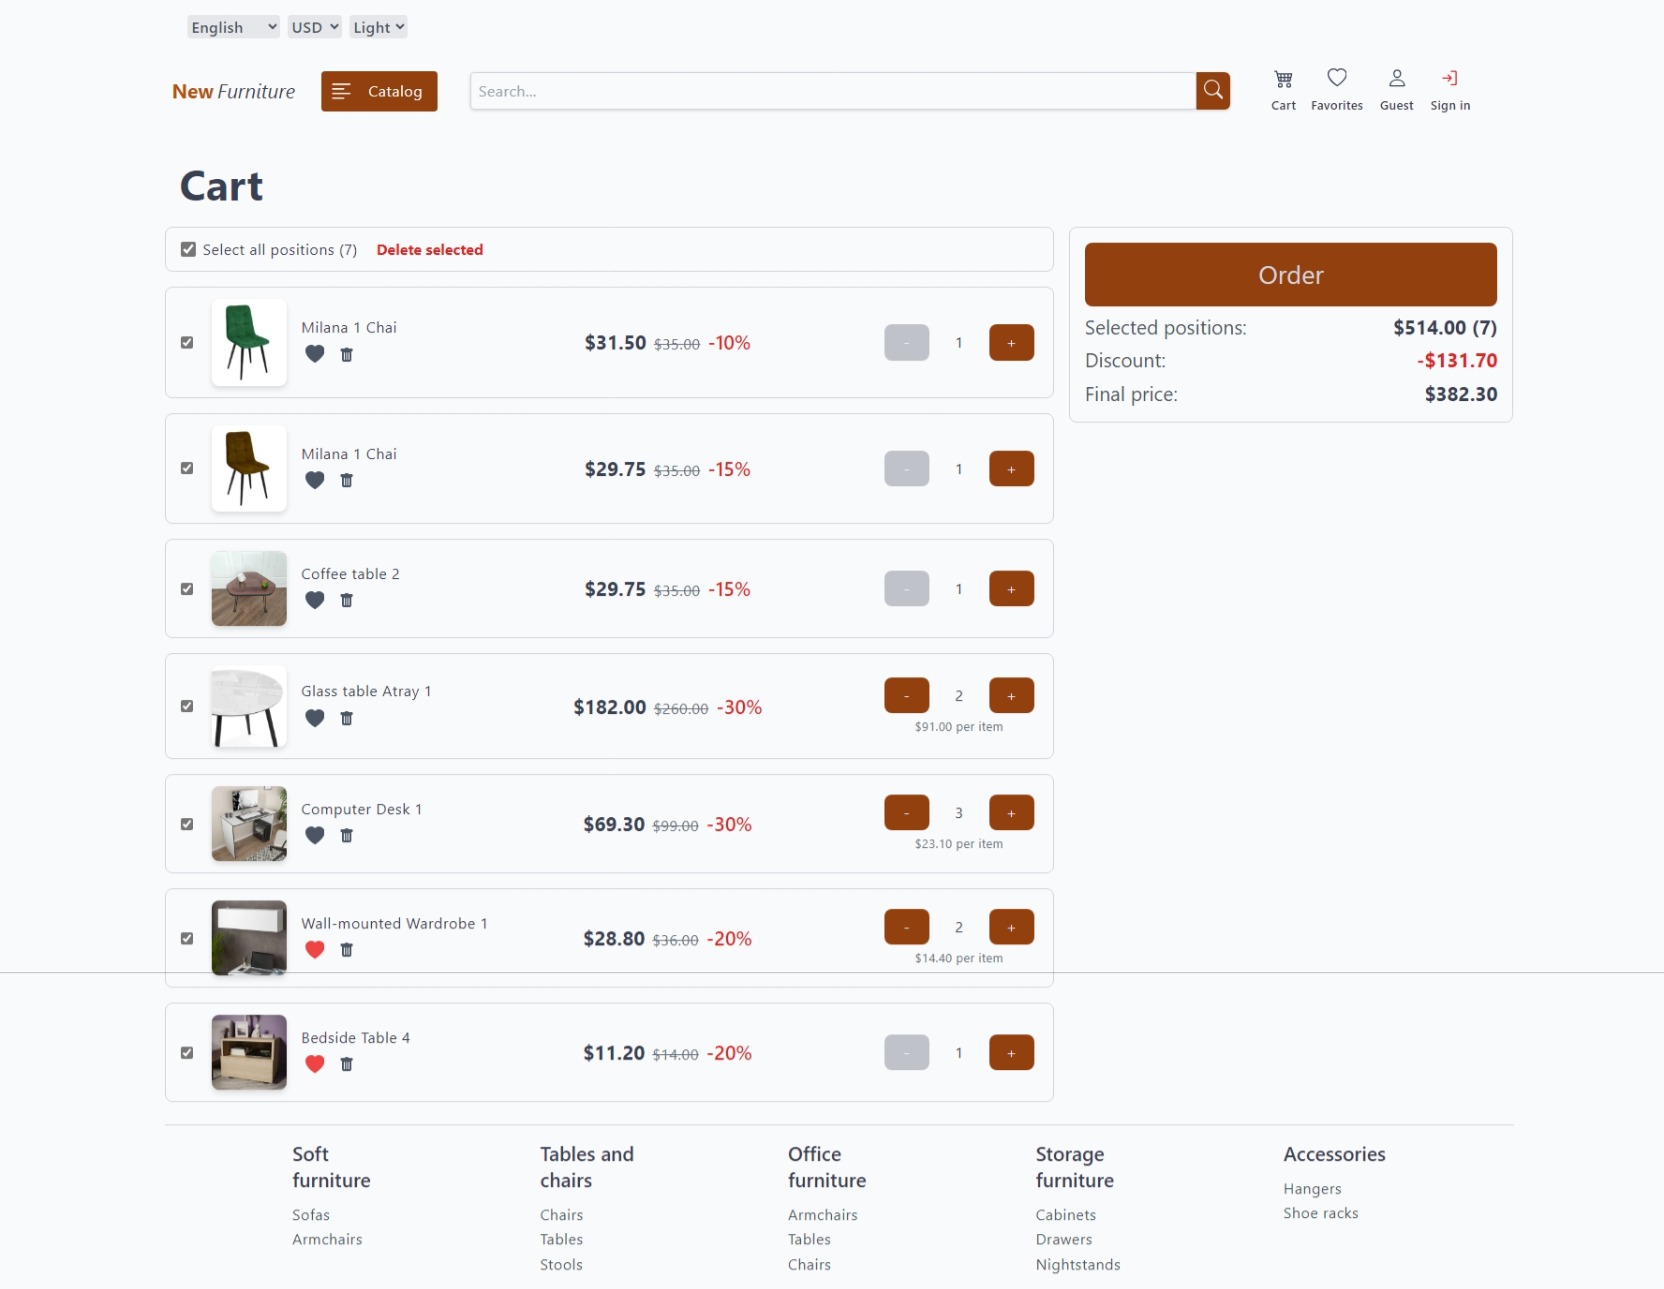 English USD Light
New Furniture Catalog Search... Cart Favorites Guest Sign in
Cart
Select all positions (7) Delete selected
Order
Selected positions: $514.00 (7)
Discount: -$131.70
Final price: $382.30
Milana 1 Chai
$31.50 $35.00 -10% - 1 +
Milana 1 Chai
$29.75 $35.00 -15% - 1 +
Coffee table 2
$29.75 $35.00 -15% - 1 +
Glass table Atray 1
$182.00 $260.00 -30% - 2 +
$91.00 per item
Computer Desk 1
$69.30 $99.00 -30% - 3 +
$23.10 per item
Wall-mounted Wardrobe 1
$28.80 $36.00 -20% - 2 +
$14.40 per item
Bedside Table 4
$11.20 $14.00 -20% - 1 +
Soft
furniture
Sofas
Armchairs
Tables and
chairs
Chairs
Tables
Stools
Office
furniture
Armchairs
Tables
Chairs
Storage
furniture
Cabinets
Drawers
Nightstands
Accessories
Hangers
Shoe racks